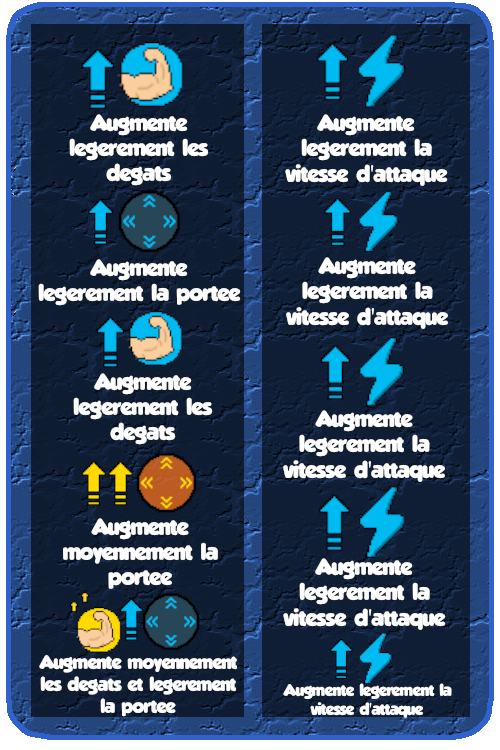 Augmente
legerement les
degats
Augmente
legerement la portee
Augmente
legerement les
degats
Augmente
moyennement la
portee
Augmente moyennement
les degats et legerement
la portee
Augmente
legerement la
vitesse d'attaque
Augmente
legerement la
vitesse d'attaque
Augmente
legerement la
vitesse d'attaque
Augmente
legerement la
vitesse d'attaque
Augmente legerement la
vitesse d'attaque